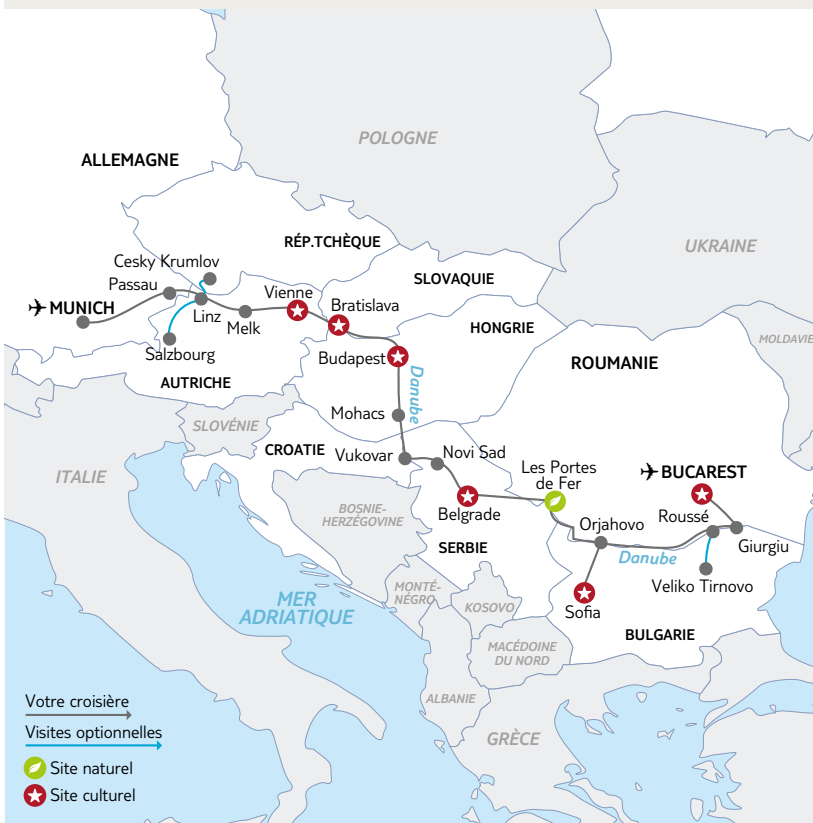 POLOGNE
ALLEMAGNE
UKRAINE
RÉP.TCHÈQUE
Cesky Krumlov
SLOVAQUIE
Passau
Vienne
Bratislava
MUNICH
Linz
Melk
HONGRIE
MOLDAVIE
Salzbourg
Budapest
ROUMANIE
AUTRICHE
Danube
Mohacs
SLOVÉNIE
CROATIE
Vukovar
Novi Sad
Les Portes
de Fer
BUCAREST
ITALIE
BOSNIE-
HERZÉGOVINE
Belgrade
Orjahovo
Roussé
Giurgiu
SERBIE
Danube
Veliko Tirnovo
MER
ADRIATIQUE
MONTÉ-
NÉGRO
KOSOVO
Sofia
BULGARIE
MACÉDOINE
DU NORD
ALBANIE
GRÈCE
Votre croisière
Visites optionnelles
Site naturel
Site culturel